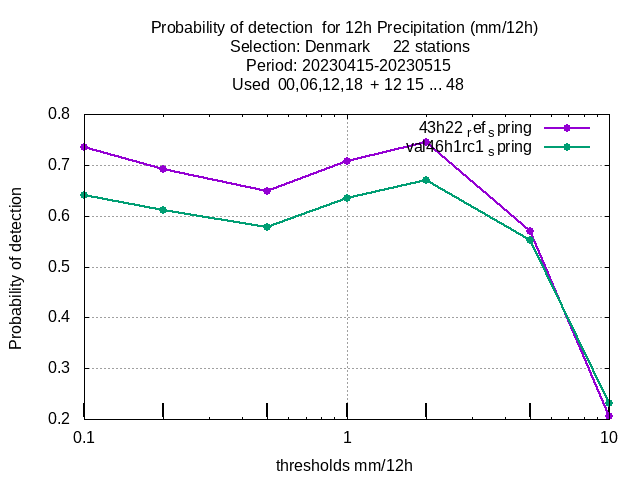 Probability of detection for 12h Precipitation (mm/12h)
Selection: Denmark 22 stations
Period: 20230415-20230515
Used 00,06,12,18 + 12 15 ... 48
0.8
43h22 ref spring
val46h1rc1 spring
0.7
0.6
0.5
0.4
0.3
0.2
Probability of detection
0.1 1 10
thresholds mm/12h